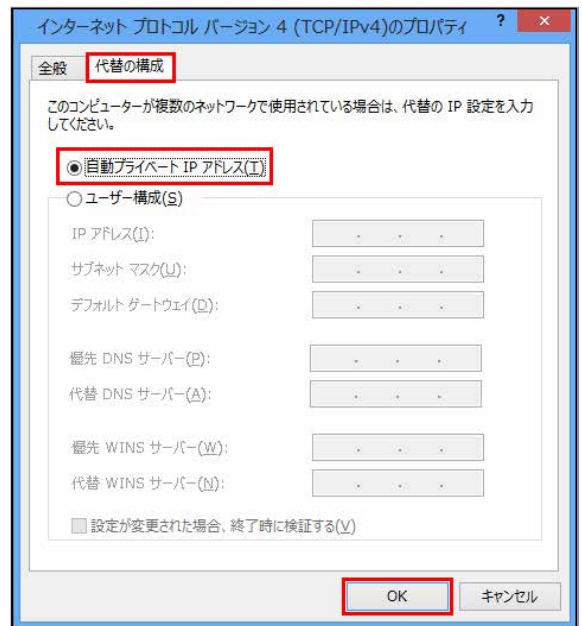 インターネット プロトコル バージョン 4 (TCP/IPv4)のプロパティ ? ×
全般 代替の構成
このコンピューターが複数のネットワークで使用されている場合は、代替の IP 設定を入力
してください。
自動プライベート IP アドレス(T)
ユーザー構成(S)
IP アドレス(I): . . .
サブネット マスク(U): . . .
デフォルト ゲートウェイ(D): . . .
優先 DNS サーバー(P): . . .
代替 DNS サーバー(A): . . .
優先 WINS サーバー(W): . . .
代替 WINS サーバー(N): . . .
設定が変更された場合、終了時に検証する(V)
OK キャンセル